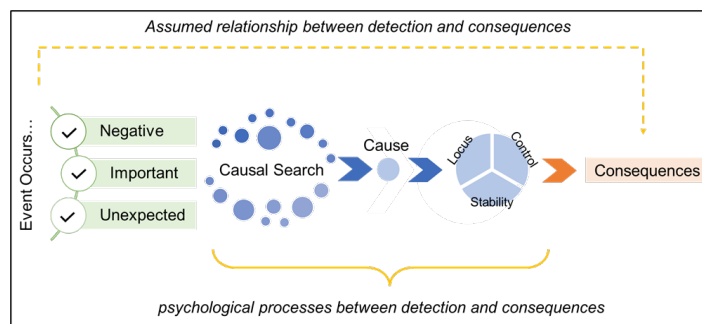 Assumed relationship between detection and consequences
Event Occurs...
Negative
Important
Unexpected
Causal Search
Cause
Locus
Control
Stability
Consequences
psychological processes between detection and consequences